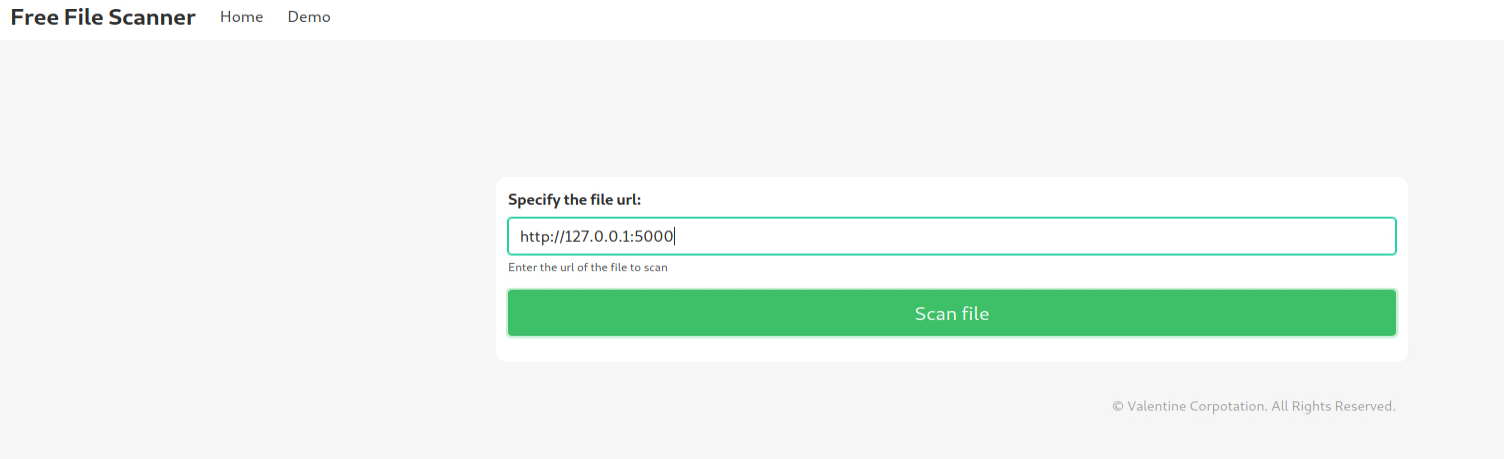 Free File Scanner Home Demo
Specify the file url:
http://127.0.0.1:5000
Enter the url of the file to scan
Scan file
© Valentine Corpotation. All Rights Reserved.